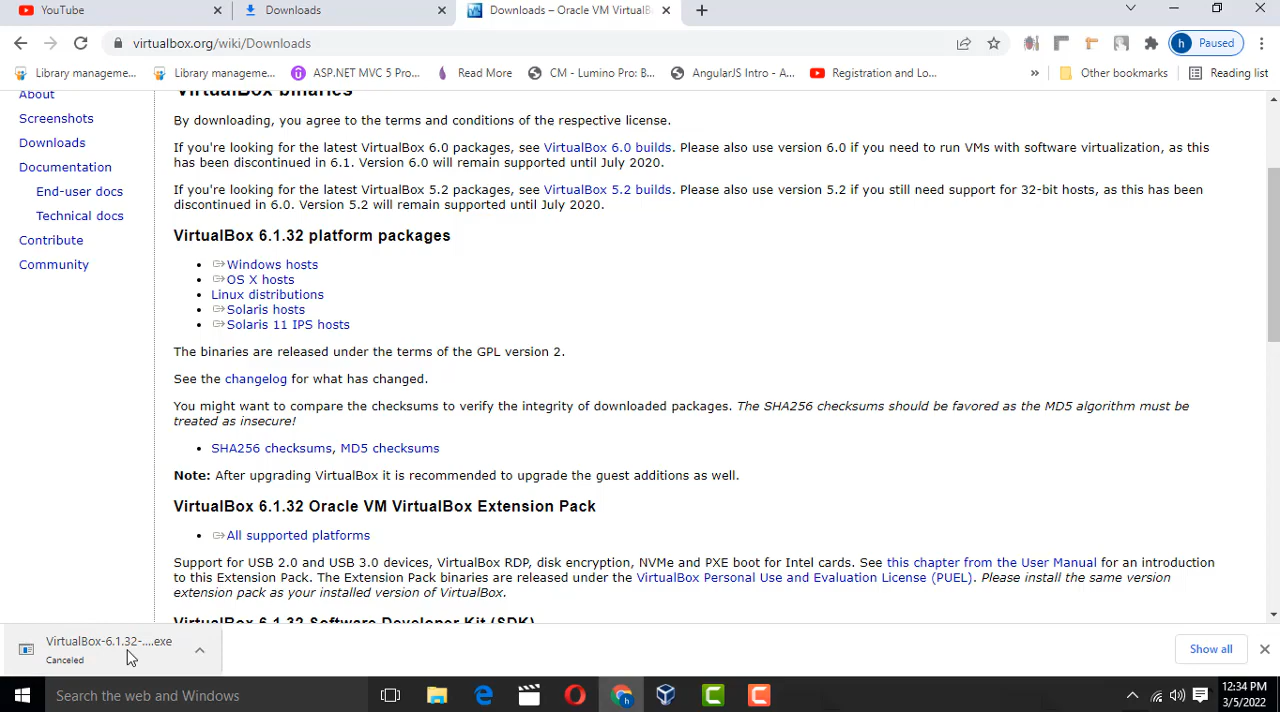 YouTube
Downloads
Downloads – Oracle VM VirtualB
virtualbox.org/wiki/Downloads
h Paused
Library manageme...
Library manageme...
ASP.NET MVC 5 Pro...
Read More
CM - Lumino Pro: B...
AngularJS Intro - A...
Registration and Lo...
»
Other bookmarks
Reading list
About
Screenshots
Downloads
Documentation
End-user docs
Technical docs
Contribute
Community
VirtualBox binaries
By downloading, you agree to the terms and conditions of the respective license.
If you're looking for the latest VirtualBox 6.0 packages, see VirtualBox 6.0 builds. Please also use version 6.0 if you need to run VMs with software virtualization, as this
has been discontinued in 6.1. Version 6.0 will remain supported until July 2020.
If you're looking for the latest VirtualBox 5.2 packages, see VirtualBox 5.2 builds. Please also use version 5.2 if you still need support for 32-bit hosts, as this has been
discontinued in 6.0. Version 5.2 will remain supported until July 2020.
VirtualBox 6.1.32 platform packages
• Windows hosts
• OS X hosts
• Linux distributions
• Solaris hosts
• Solaris 11 IPS hosts
The binaries are released under the terms of the GPL version 2.
See the changelog for what has changed.
You might want to compare the checksums to verify the integrity of downloaded packages. The SHA256 checksums should be favored as the MD5 algorithm must be
treated as insecure!
• SHA256 checksums, MD5 checksums
Note: After upgrading VirtualBox it is recommended to upgrade the guest additions as well.
VirtualBox 6.1.32 Oracle VM VirtualBox Extension Pack
• All supported platforms
Support for USB 2.0 and USB 3.0 devices, VirtualBox RDP, disk encryption, NVMe and PXE boot for Intel cards. See this chapter from the User Manual for an introduction
to this Extension Pack. The Extension Pack binaries are released under the VirtualBox Personal Use and Evaluation License (PUEL). Please install the same version
extension pack as your installed version of VirtualBox.
VirtualBox 6.1.32 Software Developer Kit (SDK)
VirtualBox-6.1.32-....exe
Canceled
Show all
Search the web and Windows
12:34 PM
3/5/2022